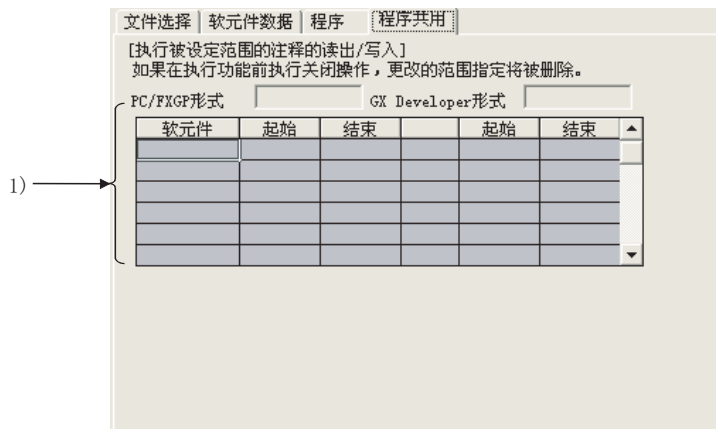 文件选择 软元件数据 程序 程序共用
[执行被设定范围的注释的读出/写入]
如果在执行功能前执行关闭操作，更改的范围指定将被删除。
PC/FXGP形式 GX Developer形式
软元件 起始 结束 起始 结束
1)